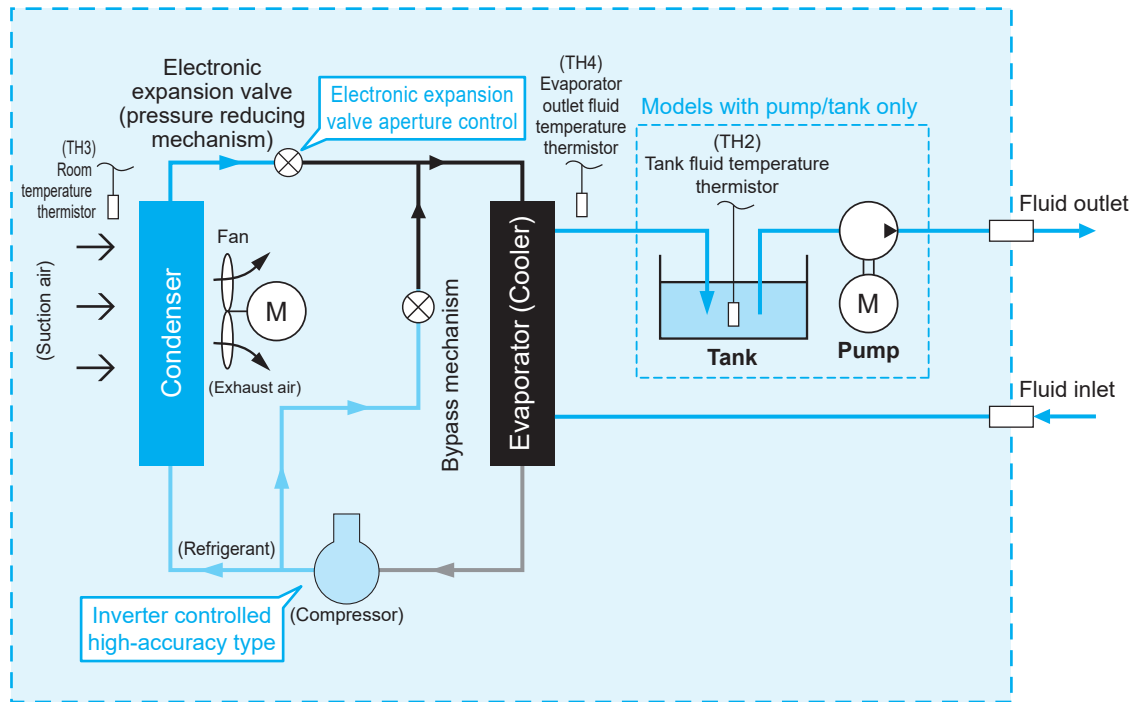 Electronic
expansion valve
(pressure reducing
mechanism)
Electronic expansion
valve aperture control
(TH4)
Evaporator
outlet fluid
temperature
thermistor
Models with pump/tank only
(TH2)
Tank fluid temperature
thermistor
(TH3)
Room
temperature
thermistor
Fluid outlet
Fan
M
(Suction air)
Condenser
(Exhaust air)
Bypass mechanism
Evaporator (Cooler)
M
Tank
Pump
Fluid inlet
(Refrigerant)
(Compressor)
Inverter controlled
high-accuracy type